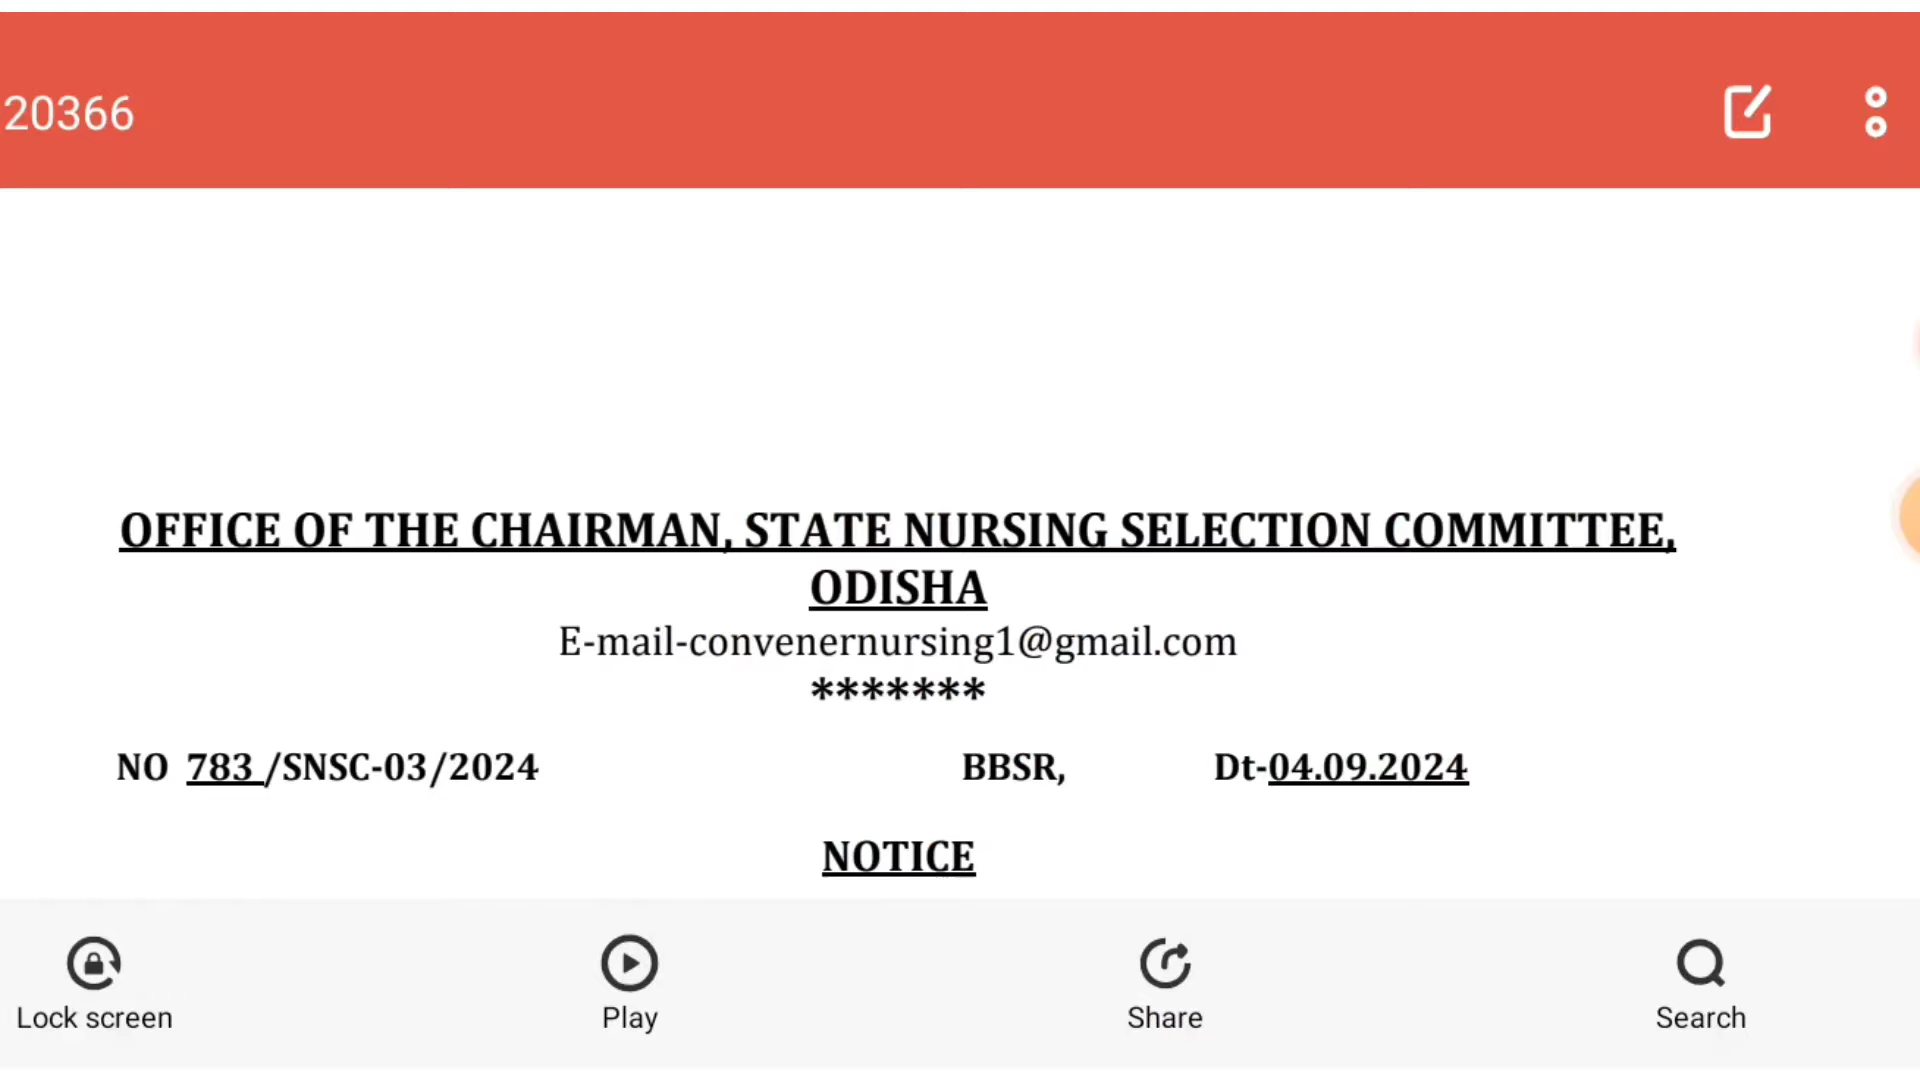 20366
OFFICE OF THE CHAIRMAN, STATE NURSING SELECTION COMMITTEE,
ODISHA
E-mail-convenernursing1@gmail.com
*******
NO 783 /SNSC-03/2024 BBSR, Dt-04.09.2024
NOTICE
Lock screen Play Share Search